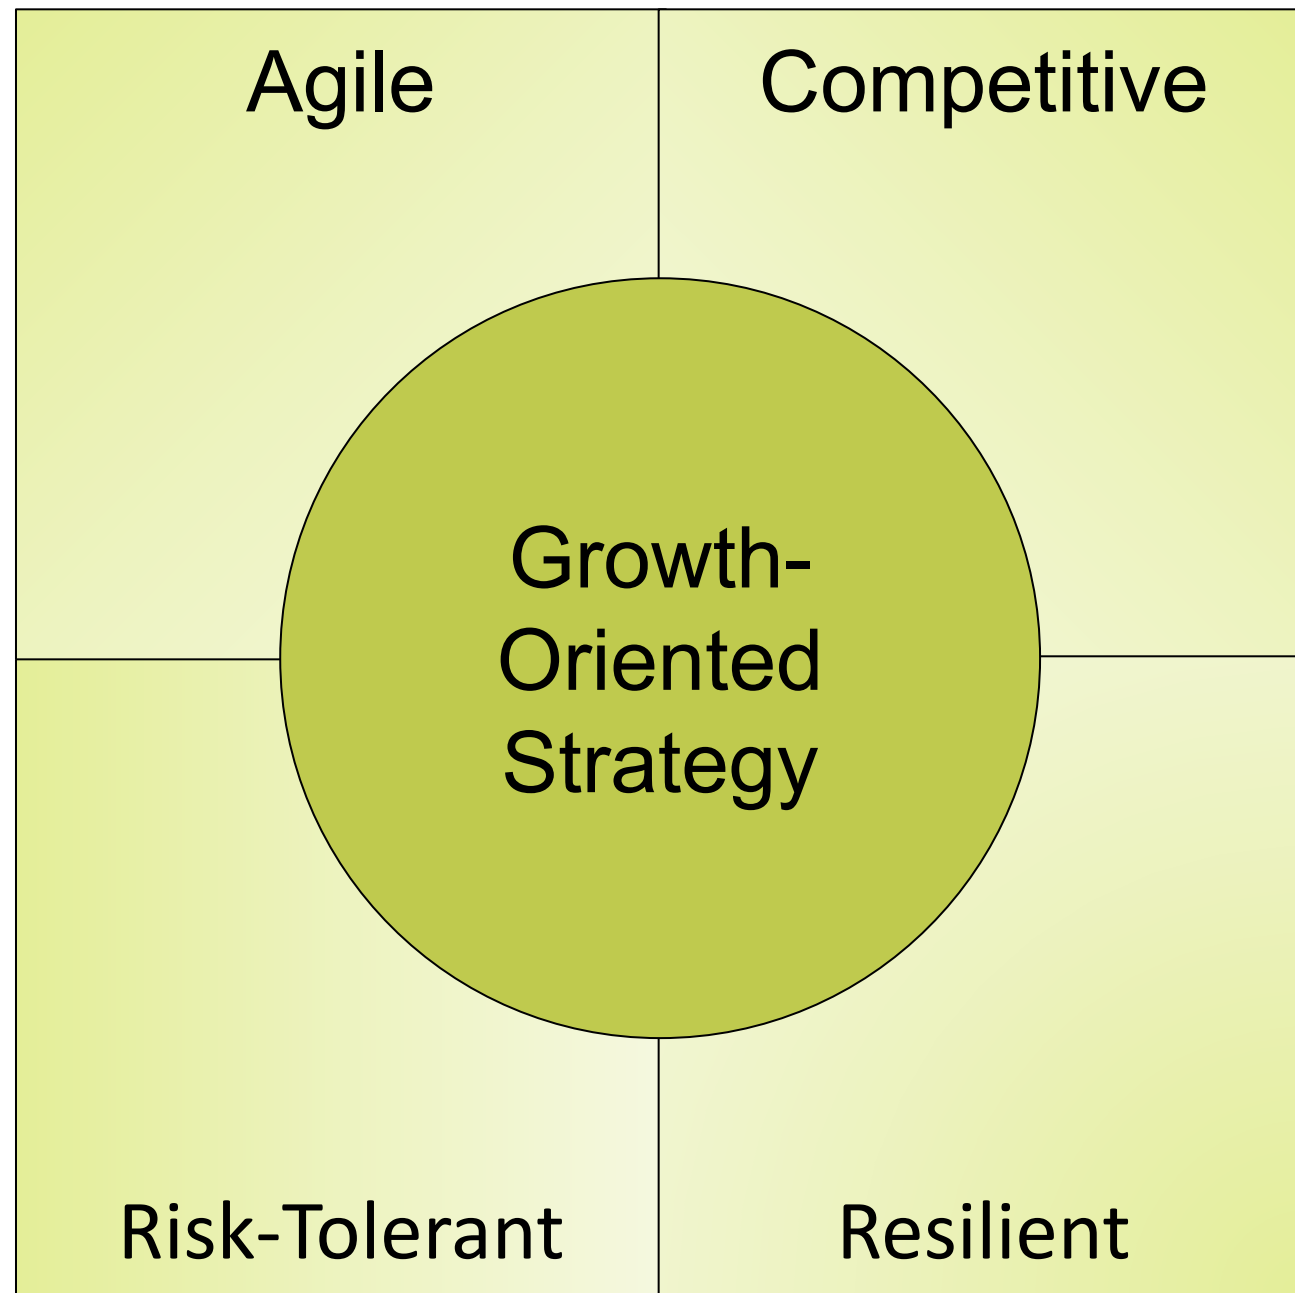 Agile
Competitive
Growth-
Oriented
Strategy
Risk-Tolerant
Resilient